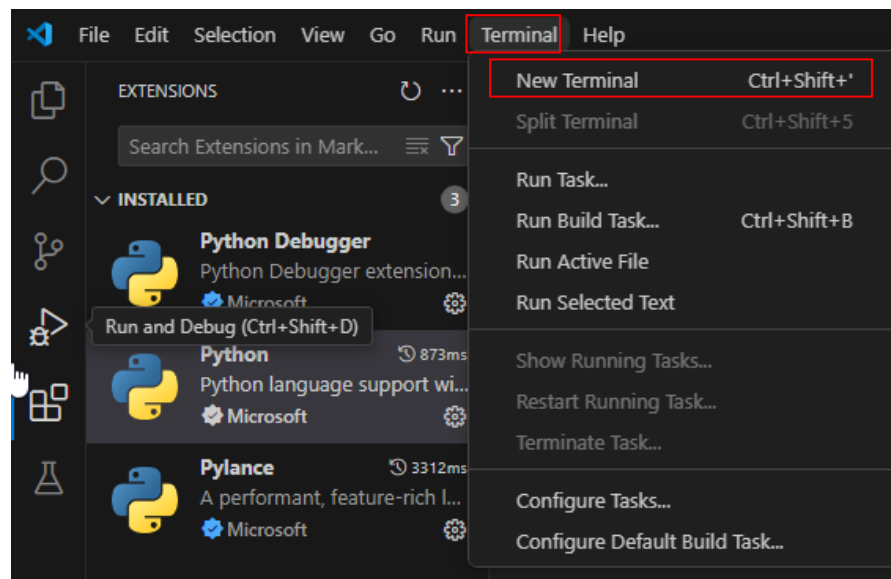 File Edit Selection View Go Run Terminal Help
EXTENSIONS
Search Extensions in Mark...
INSTALLED 3
Python Debugger
Python Debugger extension...
Microsoft
Run and Debug (Ctrl+Shift+D)
Python 873ms
Python language support wi...
Microsoft
Pylance 3312ms
A performant, feature-rich l...
Microsoft
New Terminal Ctrl+Shift+'
Split Terminal Ctrl+Shift+5
Run Task...
Run Build Task... Ctrl+Shift+B
Run Active File
Run Selected Text
Show Running Tasks...
Restart Running Task...
Terminate Task...
Configure Tasks...
Configure Default Build Task...